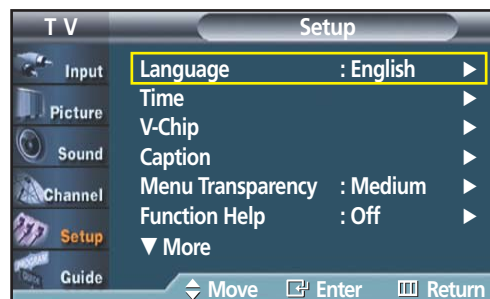 T V Setup
Input
Picture
Sound
Channel
Setup
Guide
Language : English ▶
Time ▶
V-Chip ▶
Caption ▶
Menu Transparency : Medium ▶
Function Help : Off ▶
▼ More
Move Enter Return